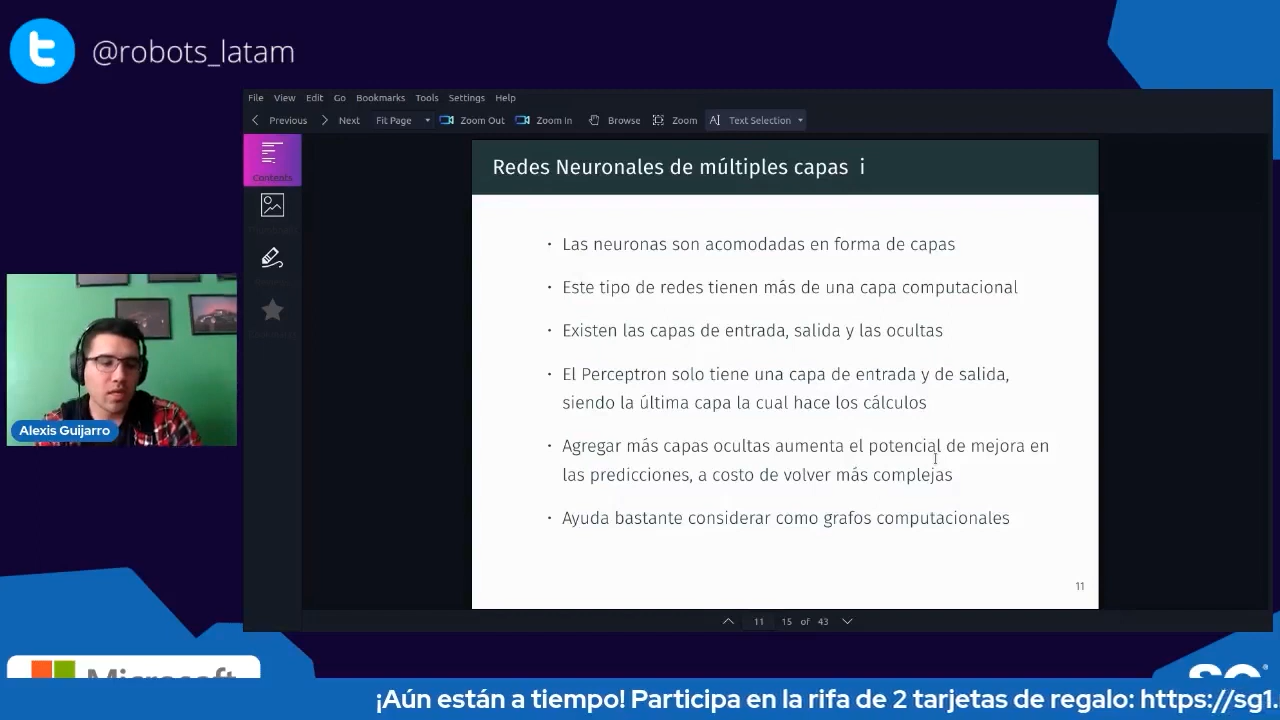 @robots_latam
File View Edit Go Bookmarks Tools Settings Help
Previous Next Fit Page Zoom Out Zoom In Browse Zoom Text Selection
Contents
Redes Neuronales de múltiples capas i
· Las neuronas son acomodadas en forma de capas
· Este tipo de redes tienen más de una capa computacional
· Existen las capas de entrada, salida y las ocultas
· El Perceptron solo tiene una capa de entrada y de salida,
siendo la última capa la cual hace los cálculos
· Agregar más capas ocultas aumenta el potencial de mejora en
las predicciones, a costo de volver más complejas
· Ayuda bastante considerar como grafos computacionales
11
11 15 of 43
Alexis Guijarro
Microsoft
SG
¡Aún están a tiempo! Participa en la rifa de 2 tarjetas de regalo: https://sg1.